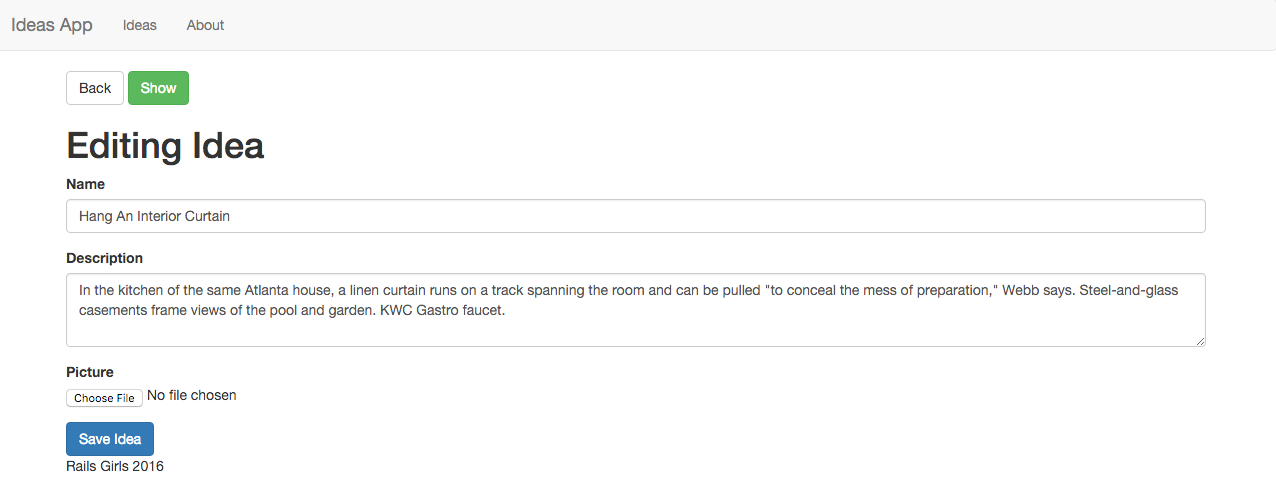 Ideas App Ideas About
Back Show
Editing Idea
Name
Hang An Interior Curtain
Description
In the kitchen of the same Atlanta house, a linen curtain runs on a track spanning the room and can be pulled "to conceal the mess of preparation," Webb says. Steel-and-glass
casements frame views of the pool and garden. KWC Gastro faucet.
Picture
Choose File No file chosen
Save Idea
Rails Girls 2016